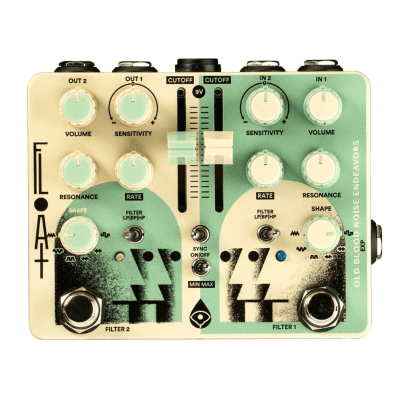 OUT 2
OUT 1
CUTOFF
CUTOFF
IN 2
IN 1
9V
VOLUME
SENSITIVITY
SENSITIVITY
VOLUME
RESONANCE
RATE
RATE
RESONANCE
FLOAT
SHAPE
FILTER
LP|BP|HP
SYNC
ON/OFF
FILTER
LP|BP|HP
SHAPE
EXP
MIN MAX
FILTER 2
FILTER 1
OLD BLOOD NOISE ENDEAVORS